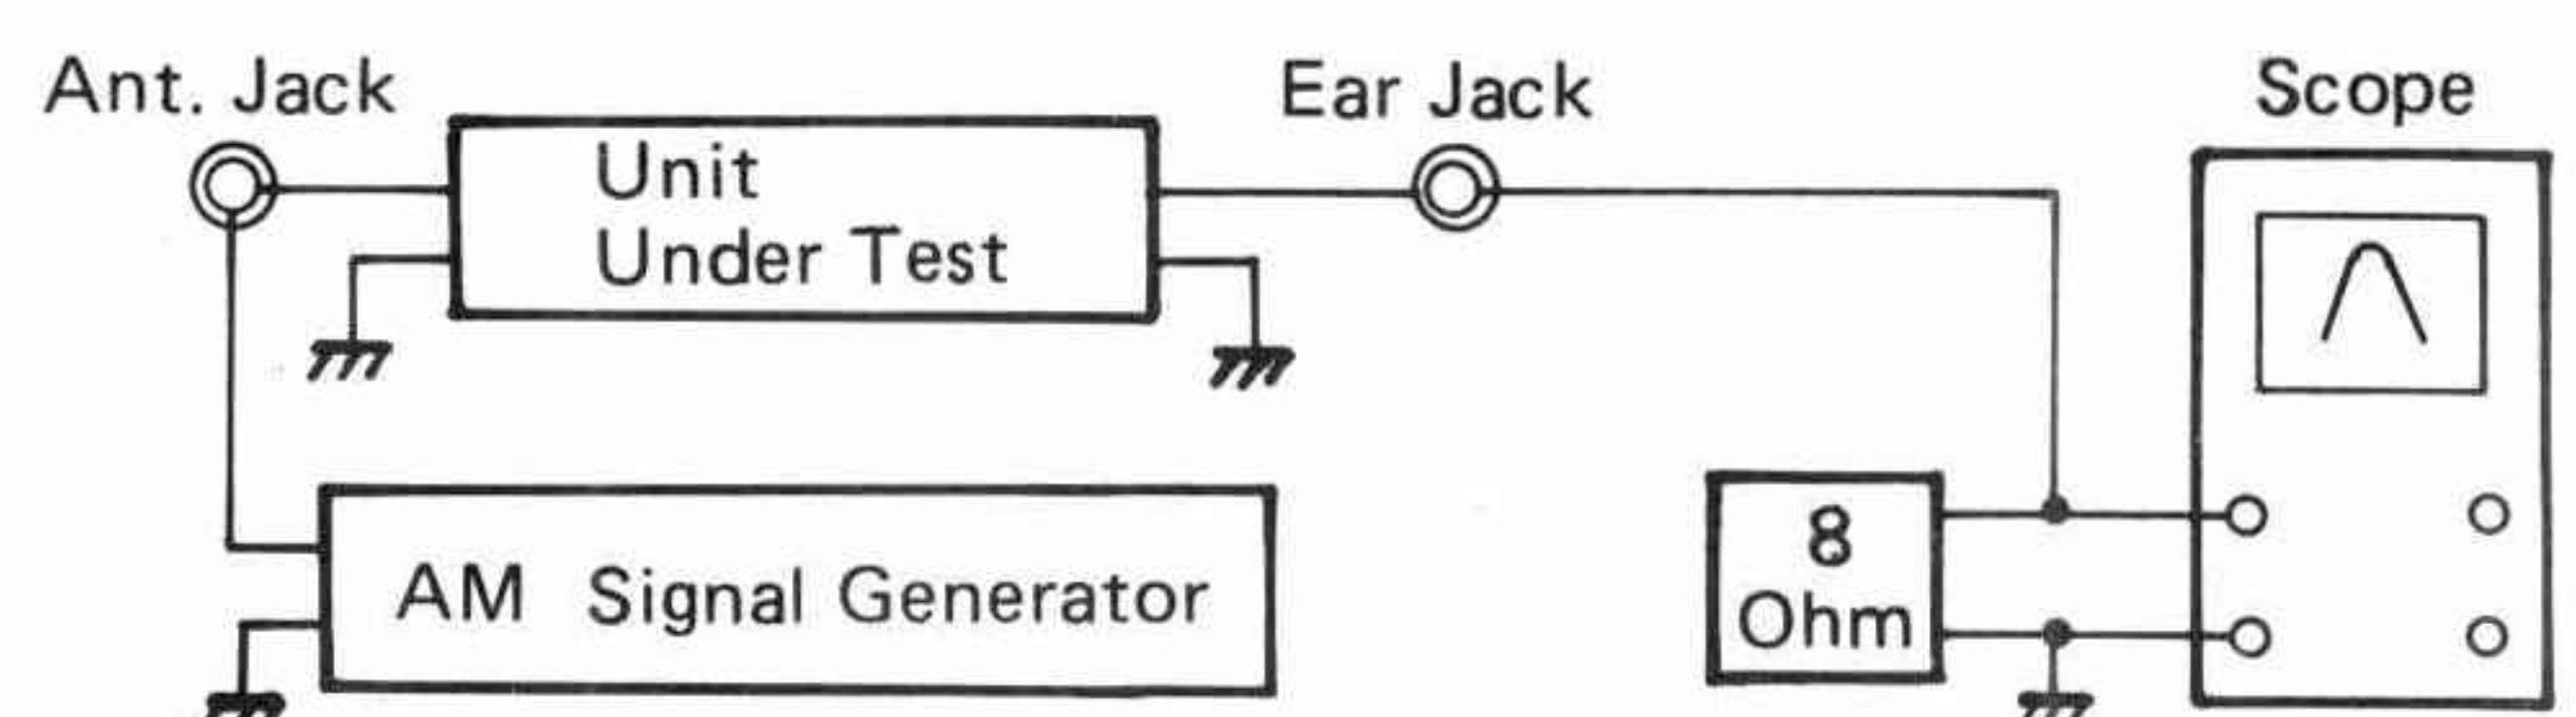 Ant. Jack
Ear Jack
Scope
Unit
Under Test
8
Ohm
AM Signal Generator